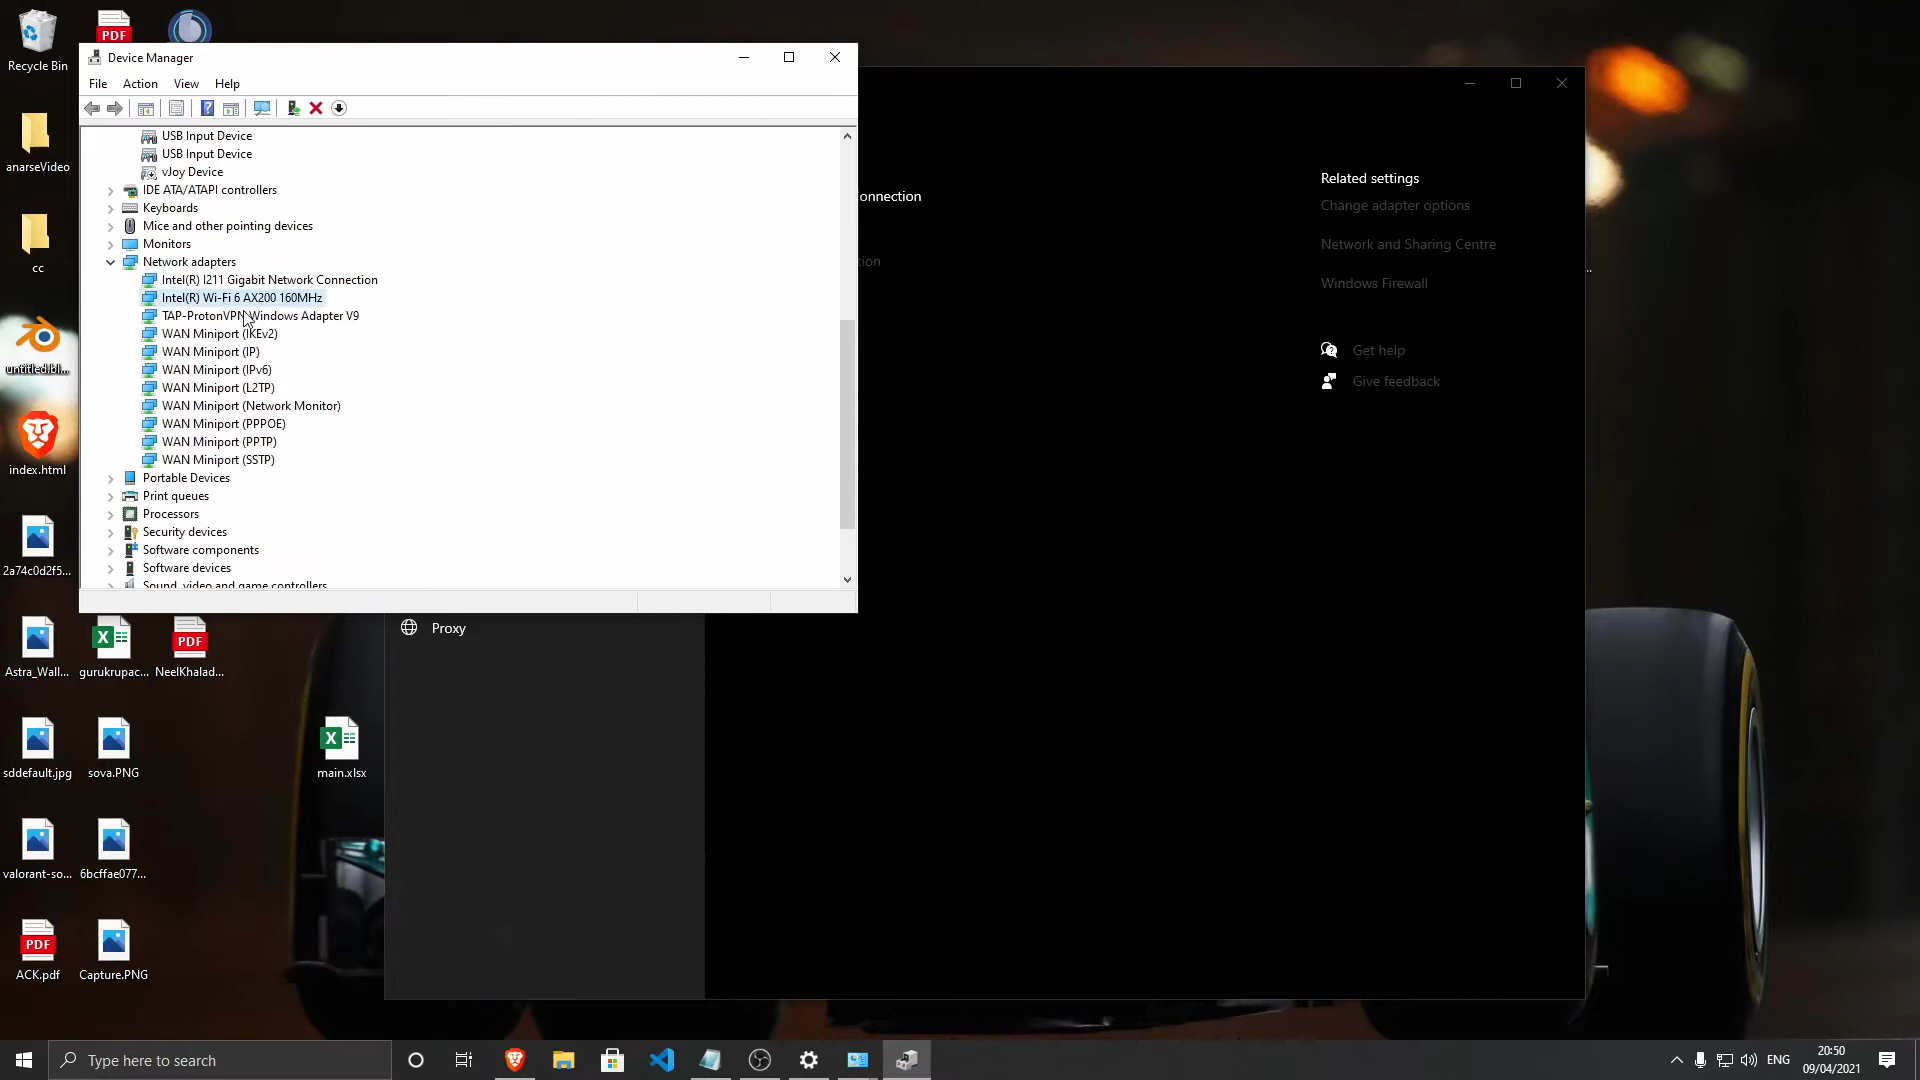 Recycle Bin
PDF
anarseVideo
cc
untitled.bl...
index.html
2a74c0d2f5...
Astra_Wall...
gurukrupac...
PDF
NeelKhalad...
sddefault.jpg
sova.PNG
main.xlsx
valorant-so...
6bcffae077...
PDF
ACK.pdf
Capture.PNG
Device Manager
File
Action
View
Help
USB Input Device
USB Input Device
vJoy Device
IDE ATA/ATAPI controllers
Keyboards
Mice and other pointing devices
Monitors
Network adapters
Intel(R) I211 Gigabit Network Connection
Intel(R) Wi-Fi 6 AX200 160MHz
TAP-ProtonVPN Windows Adapter V9
WAN Miniport (IKEv2)
WAN Miniport (IP)
WAN Miniport (IPv6)
WAN Miniport (L2TP)
WAN Miniport (Network Monitor)
WAN Miniport (PPPOE)
WAN Miniport (PPTP)
WAN Miniport (SSTP)
Portable Devices
Print queues
Processors
Security devices
Software components
Software devices
Sound, video and game controllers
Proxy
onnection
tion
Related settings
Change adapter options
Network and Sharing Centre
Windows Firewall
Get help
Give feedback
Type here to search
ENG
20:50
09/04/2021